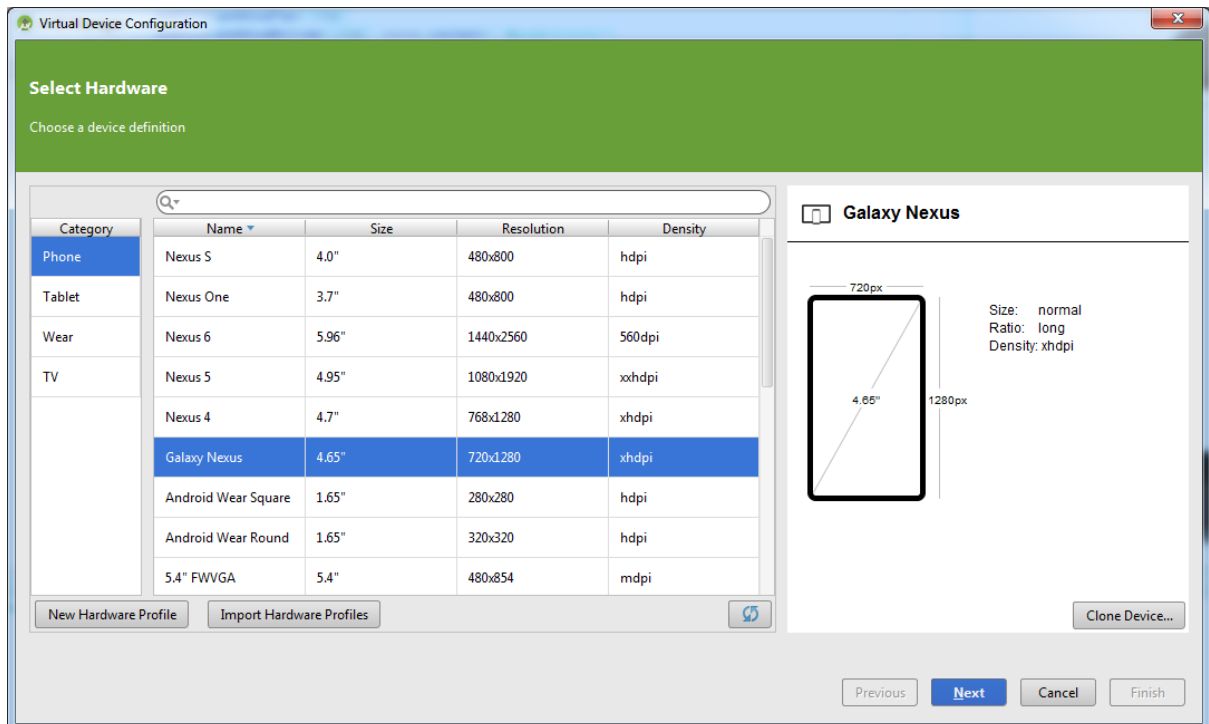 Virtual Device Configuration
Select Hardware
Choose a device definition
Category
Phone
Tablet
Wear
TV
Name Size Resolution Density
Nexus S 4.0" 480x800 hdpi
Nexus One 3.7" 480x800 hdpi
Nexus 6 5.96" 1440x2560 560dpi
Nexus 5 4.95" 1080x1920 xxhdpi
Nexus 4 4.7" 768x1280 xhdpi
Galaxy Nexus 4.65" 720x1280 xhdpi
Android Wear Square 1.65" 280x280 hdpi
Android Wear Round 1.65" 320x320 hdpi
5.4" FWVGA 5.4" 480x854 mdpi
New Hardware Profile Import Hardware Profiles
Galaxy Nexus
720px
Size: normal
Ratio: long
Density: xhdpi
4.65" 1280px
Clone Device...
Previous Next Cancel Finish